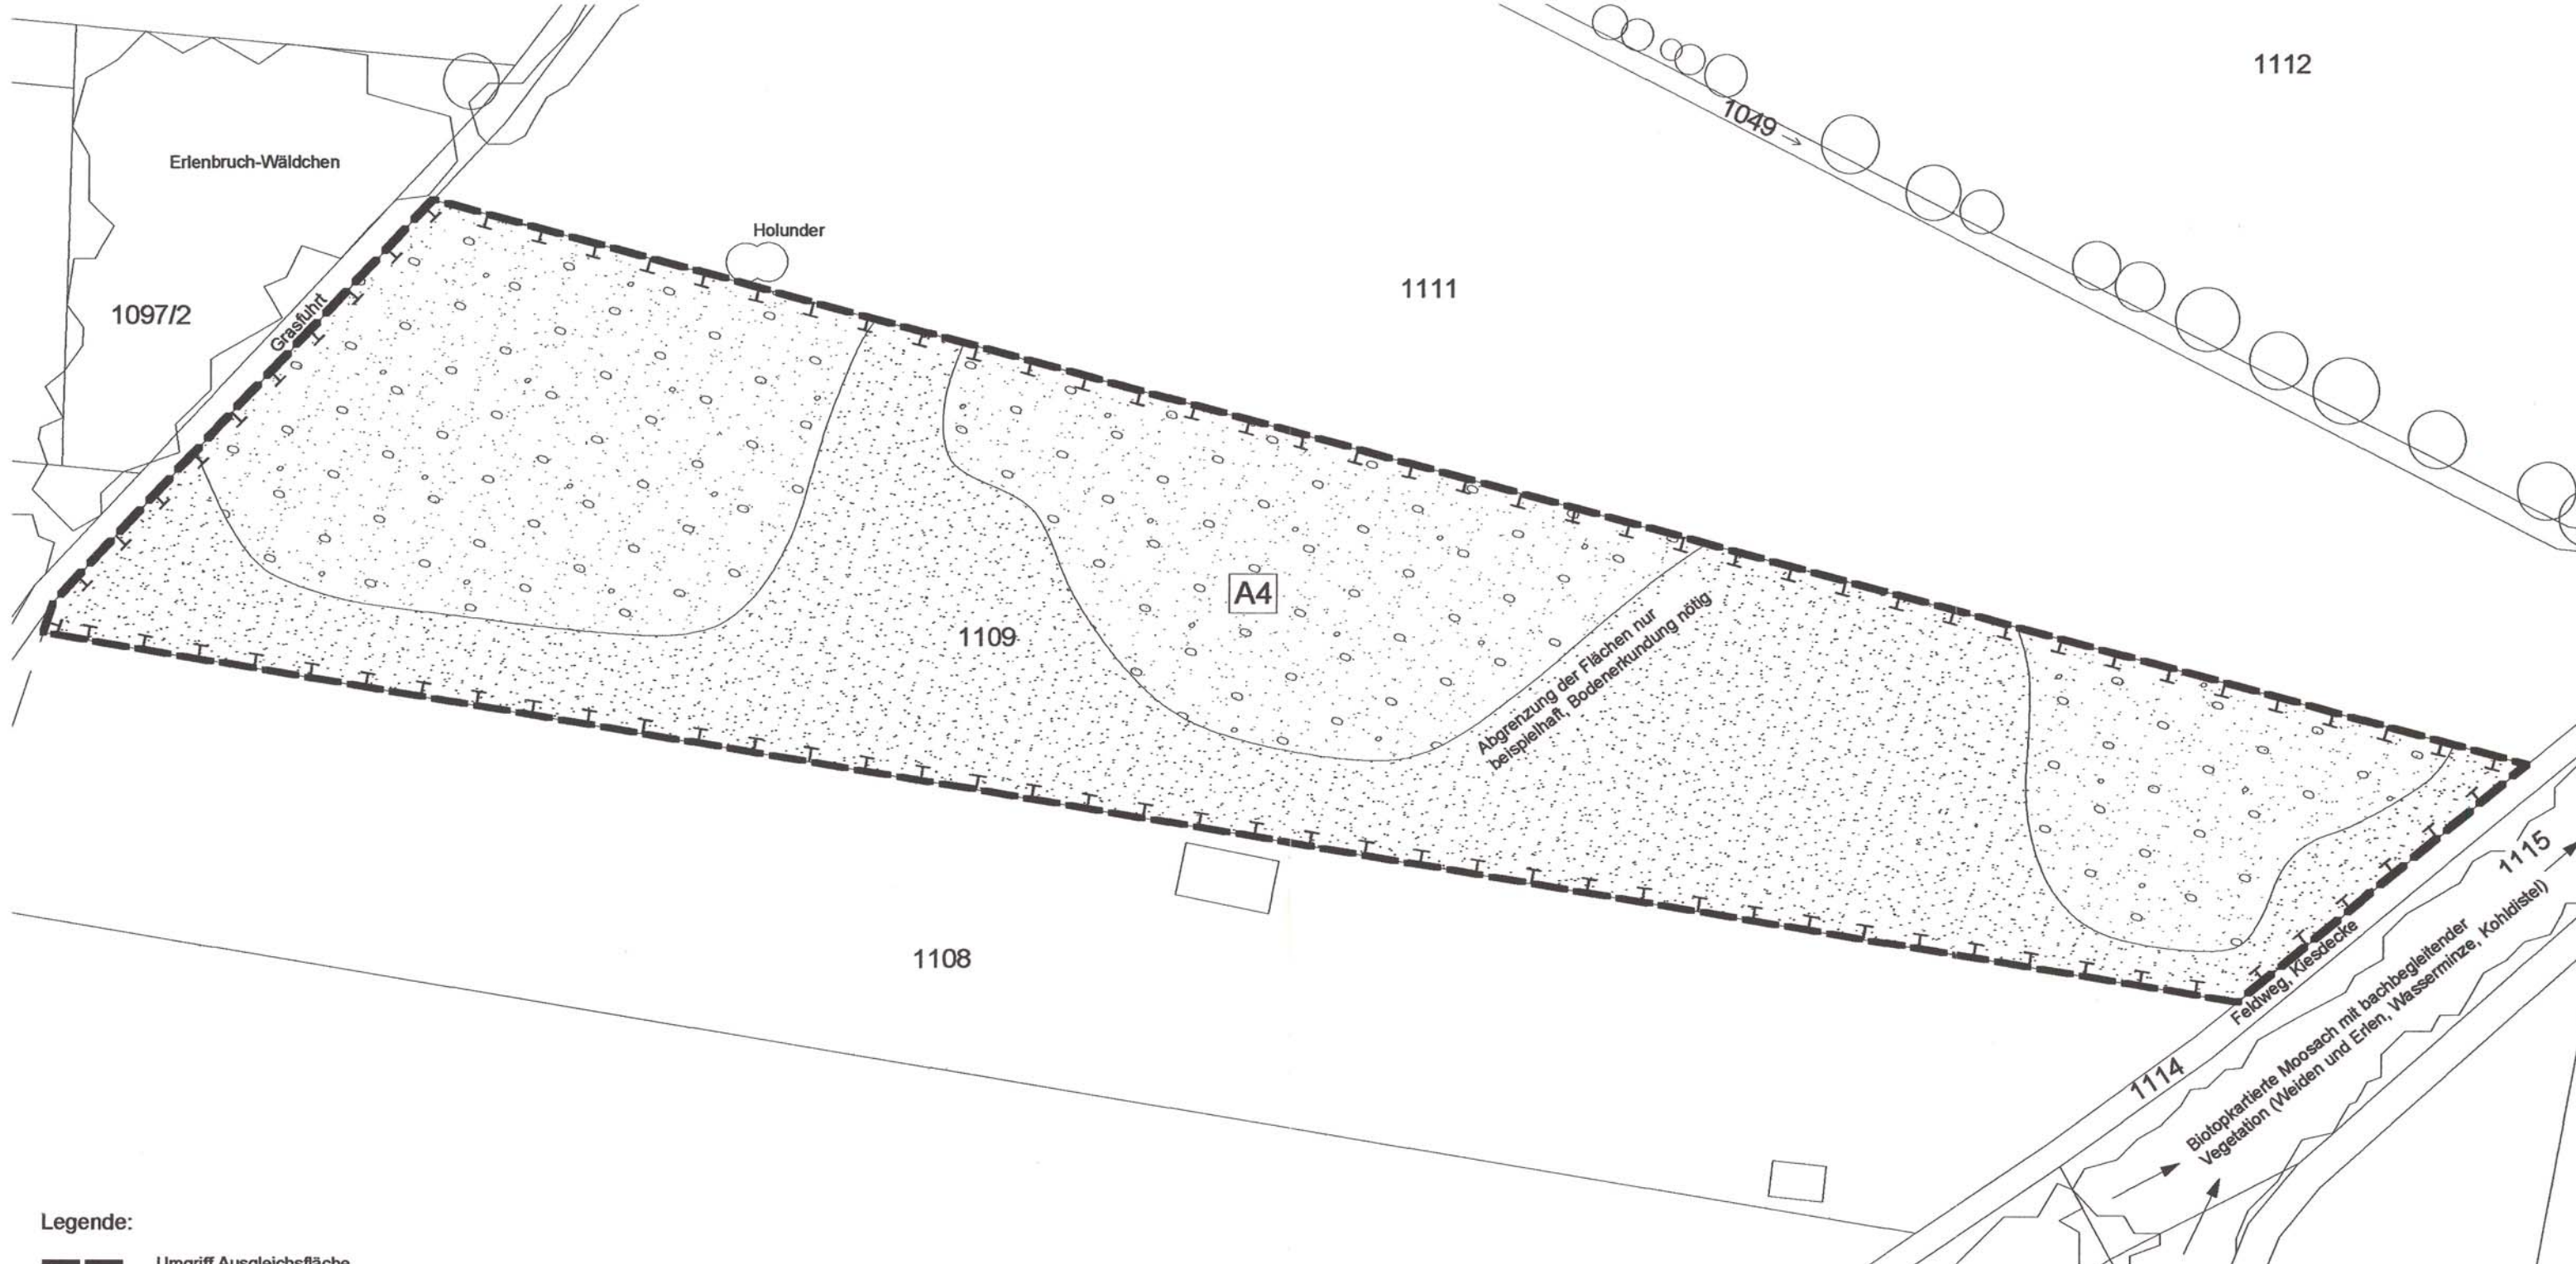 1112
1049
Erlenbruch-Wäldchen
Holunder
1111
1097/2
Grasfuhrt
A4
1109
Abgrenzung der Flächen nur
beispielhaft, Bodenerkundung nötig
1115
1108
Feldweg, Kiesdecke
1114
Biotopkartierte Moosach mit bachbegleitender
Vegetation (Weiden und Erlen, Wasserminze, Kohldistel)
Legende:
Umgriff Ausgleichsfläche